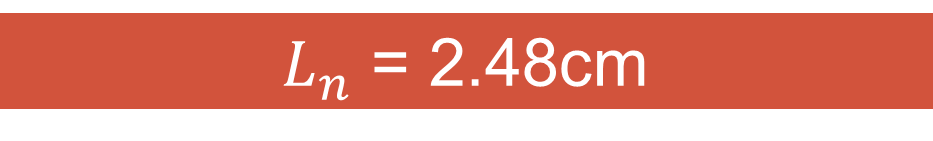 Lₙ = 2.48cm